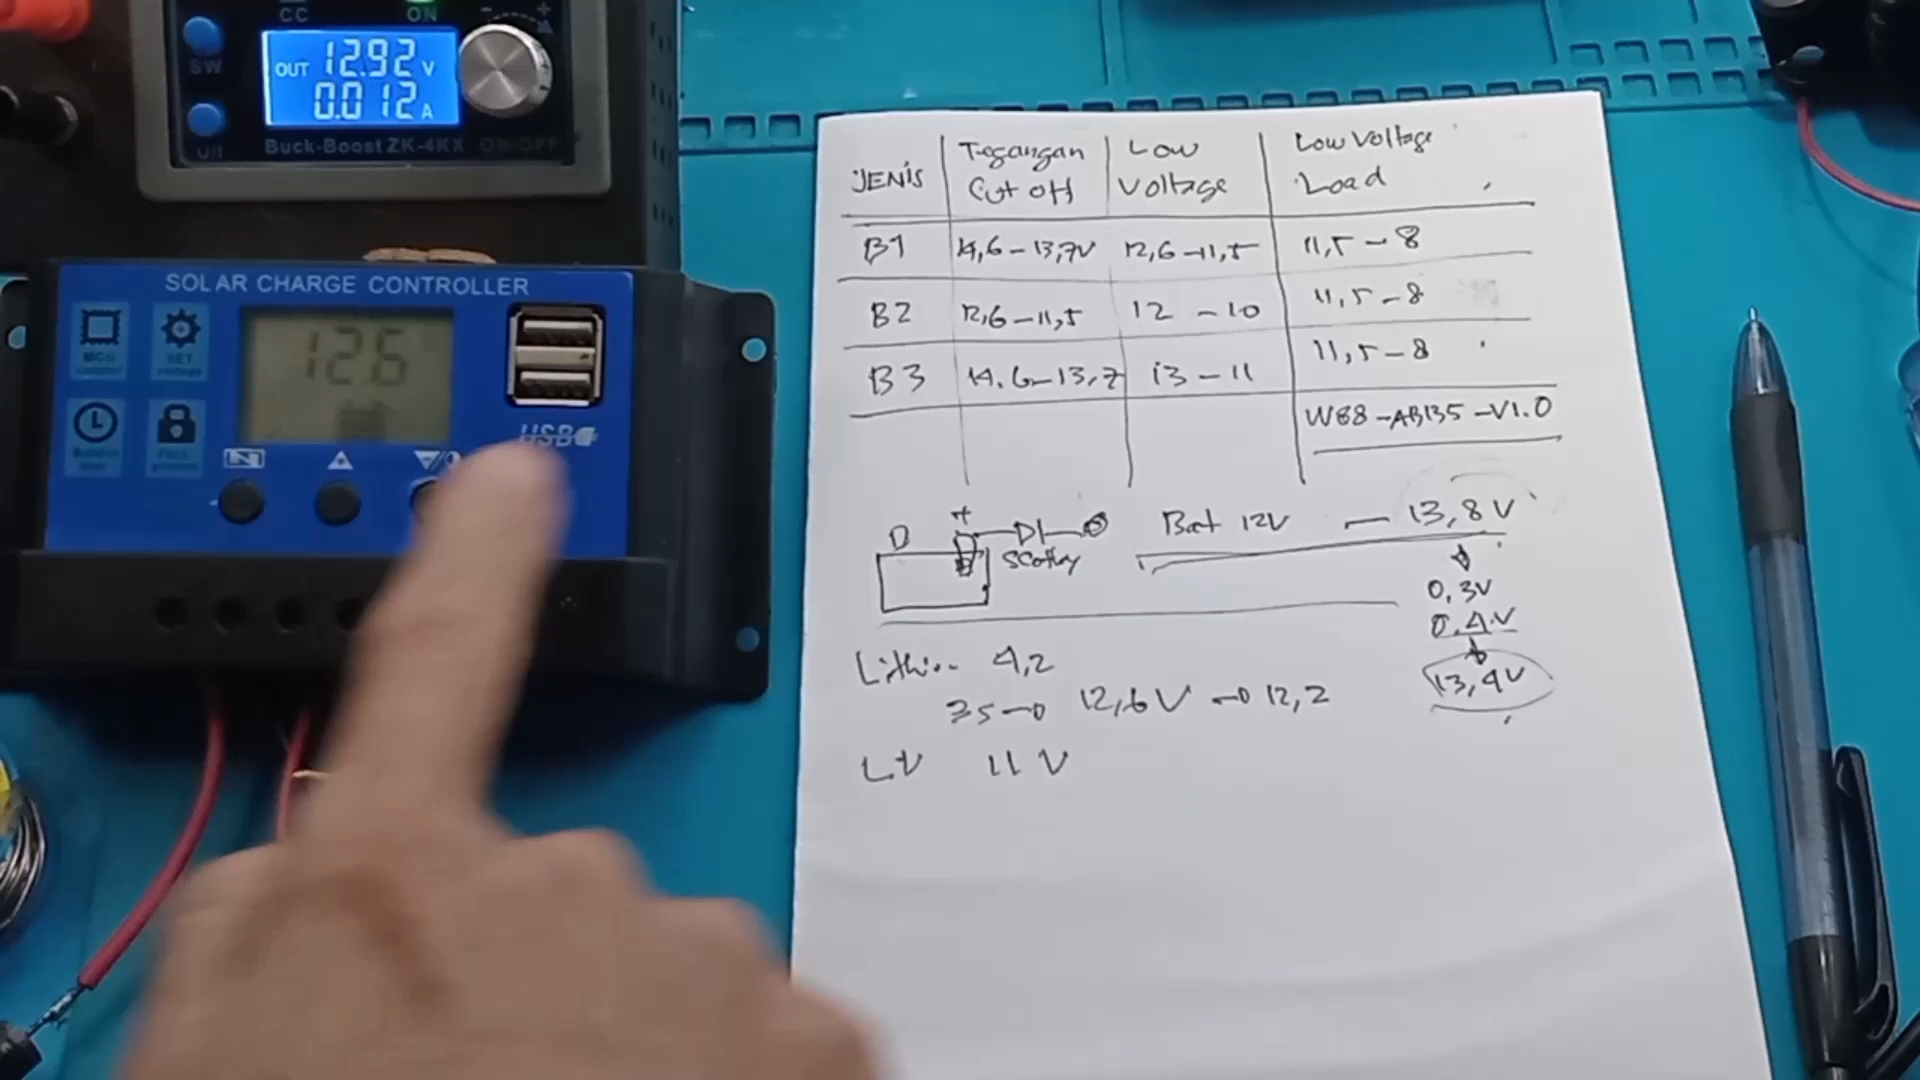 CC ON
SW
OUT 12.92 V
0.012 A
U/I
Buck-Boost ZK-4KX ON/OFF
SOLAR CHARGE CONTROLLER
12.6
USB
JENIS Tegangan Cut off Low Voltage Low Voltage Load
B1 14,6-13,7V 12,6-11,5 11,5-8
B2 12,6-11,5 12-10 11,5-8
B3 14.6-13,7 13-11 11,5-8
W88-AB135-V1.0
D + Scotky
Bat 12V — 13,8 V
0,3V
0.4V
13,4V
4,2
3S 12,6V 12,2
LV 11 V